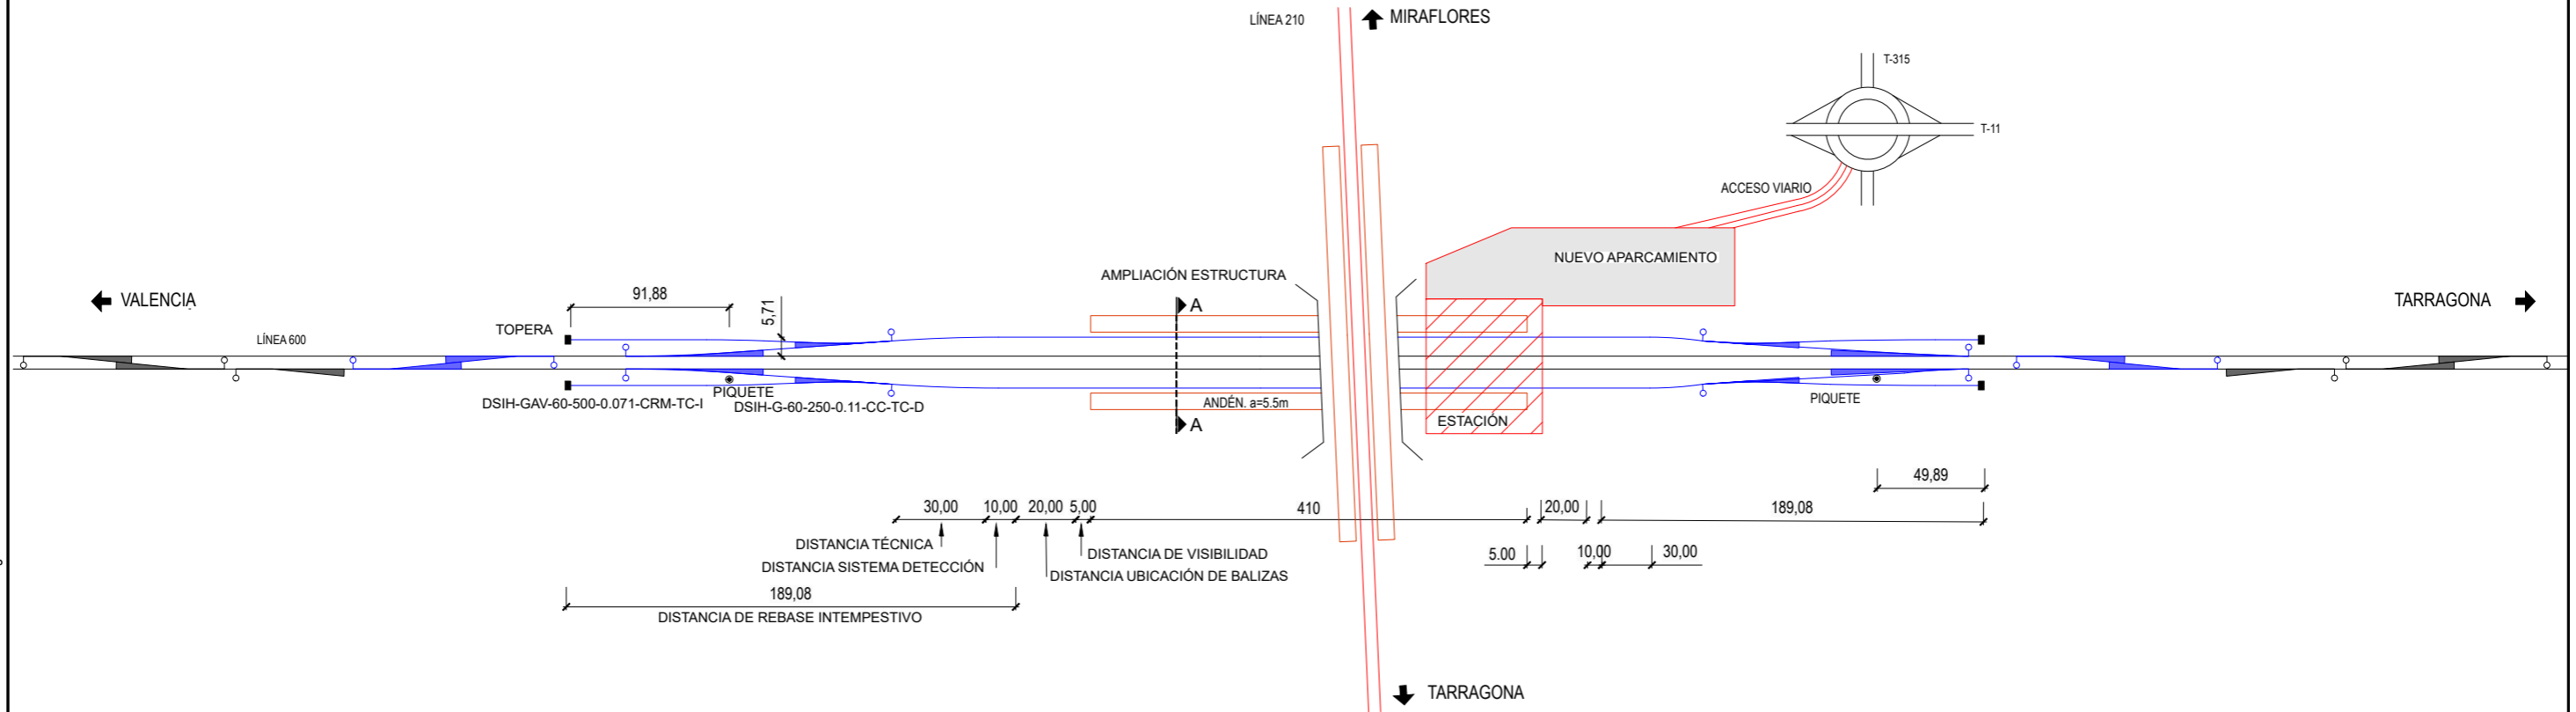 LÍNEA 210
MIRAFLORES
T-315
T-11
ACCESO VIARIO
NUEVO APARCAMIENTO
AMPLIACIÓN ESTRUCTURA
VALENCIA
TARRAGONA
91,88
5,71
A
TOPERA
LÍNEA 600
PIQUETE
DSIH-GAV-60-500-0.071-CRM-TC-I
DSIH-G-60-250-0.11-CC-TC-D
ANDÉN. a=5.5m
A
ESTACIÓN
PIQUETE
49,89
30,00
10,00
20,00
5,00
410
20,00
189,08
DISTANCIA TÉCNICA
DISTANCIA DE VISIBILIDAD
5.00
10,00
30,00
DISTANCIA SISTEMA DETECCIÓN
DISTANCIA UBICACIÓN DE BALIZAS
189,08
DISTANCIA DE REBASE INTEMPESTIVO
TARRAGONA